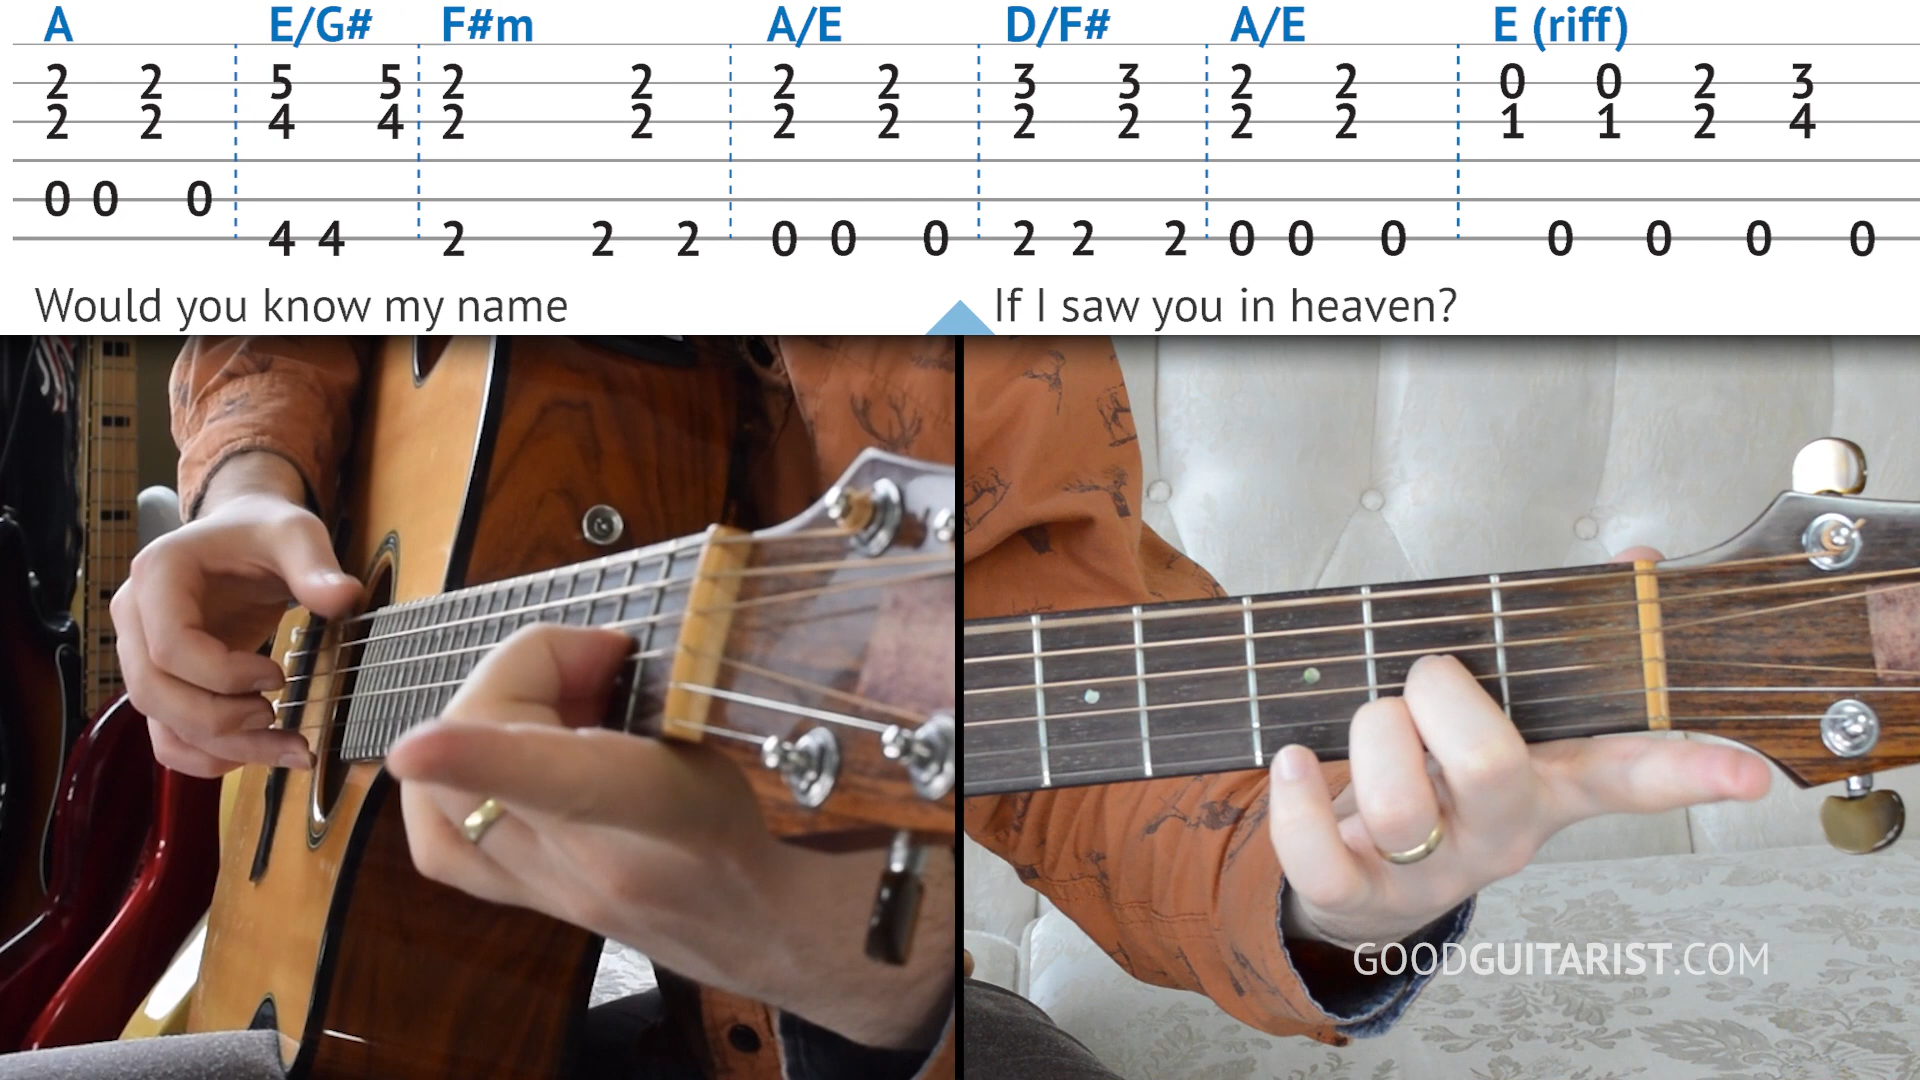 A E/G# F#m A/E D/F# A/E E (riff)
2 2 5 5 2 2 2 2 3 3 2 2 0 0 2 3
2 2 4 4 2 2 2 2 2 2 2 2 1 1 2 4
0 0 0
4 4 2 2 2 0 0 0 2 2 2 0 0 0 0 0 0 0
Would you know my name If I saw you in heaven?
GOODGUITARIST.COM